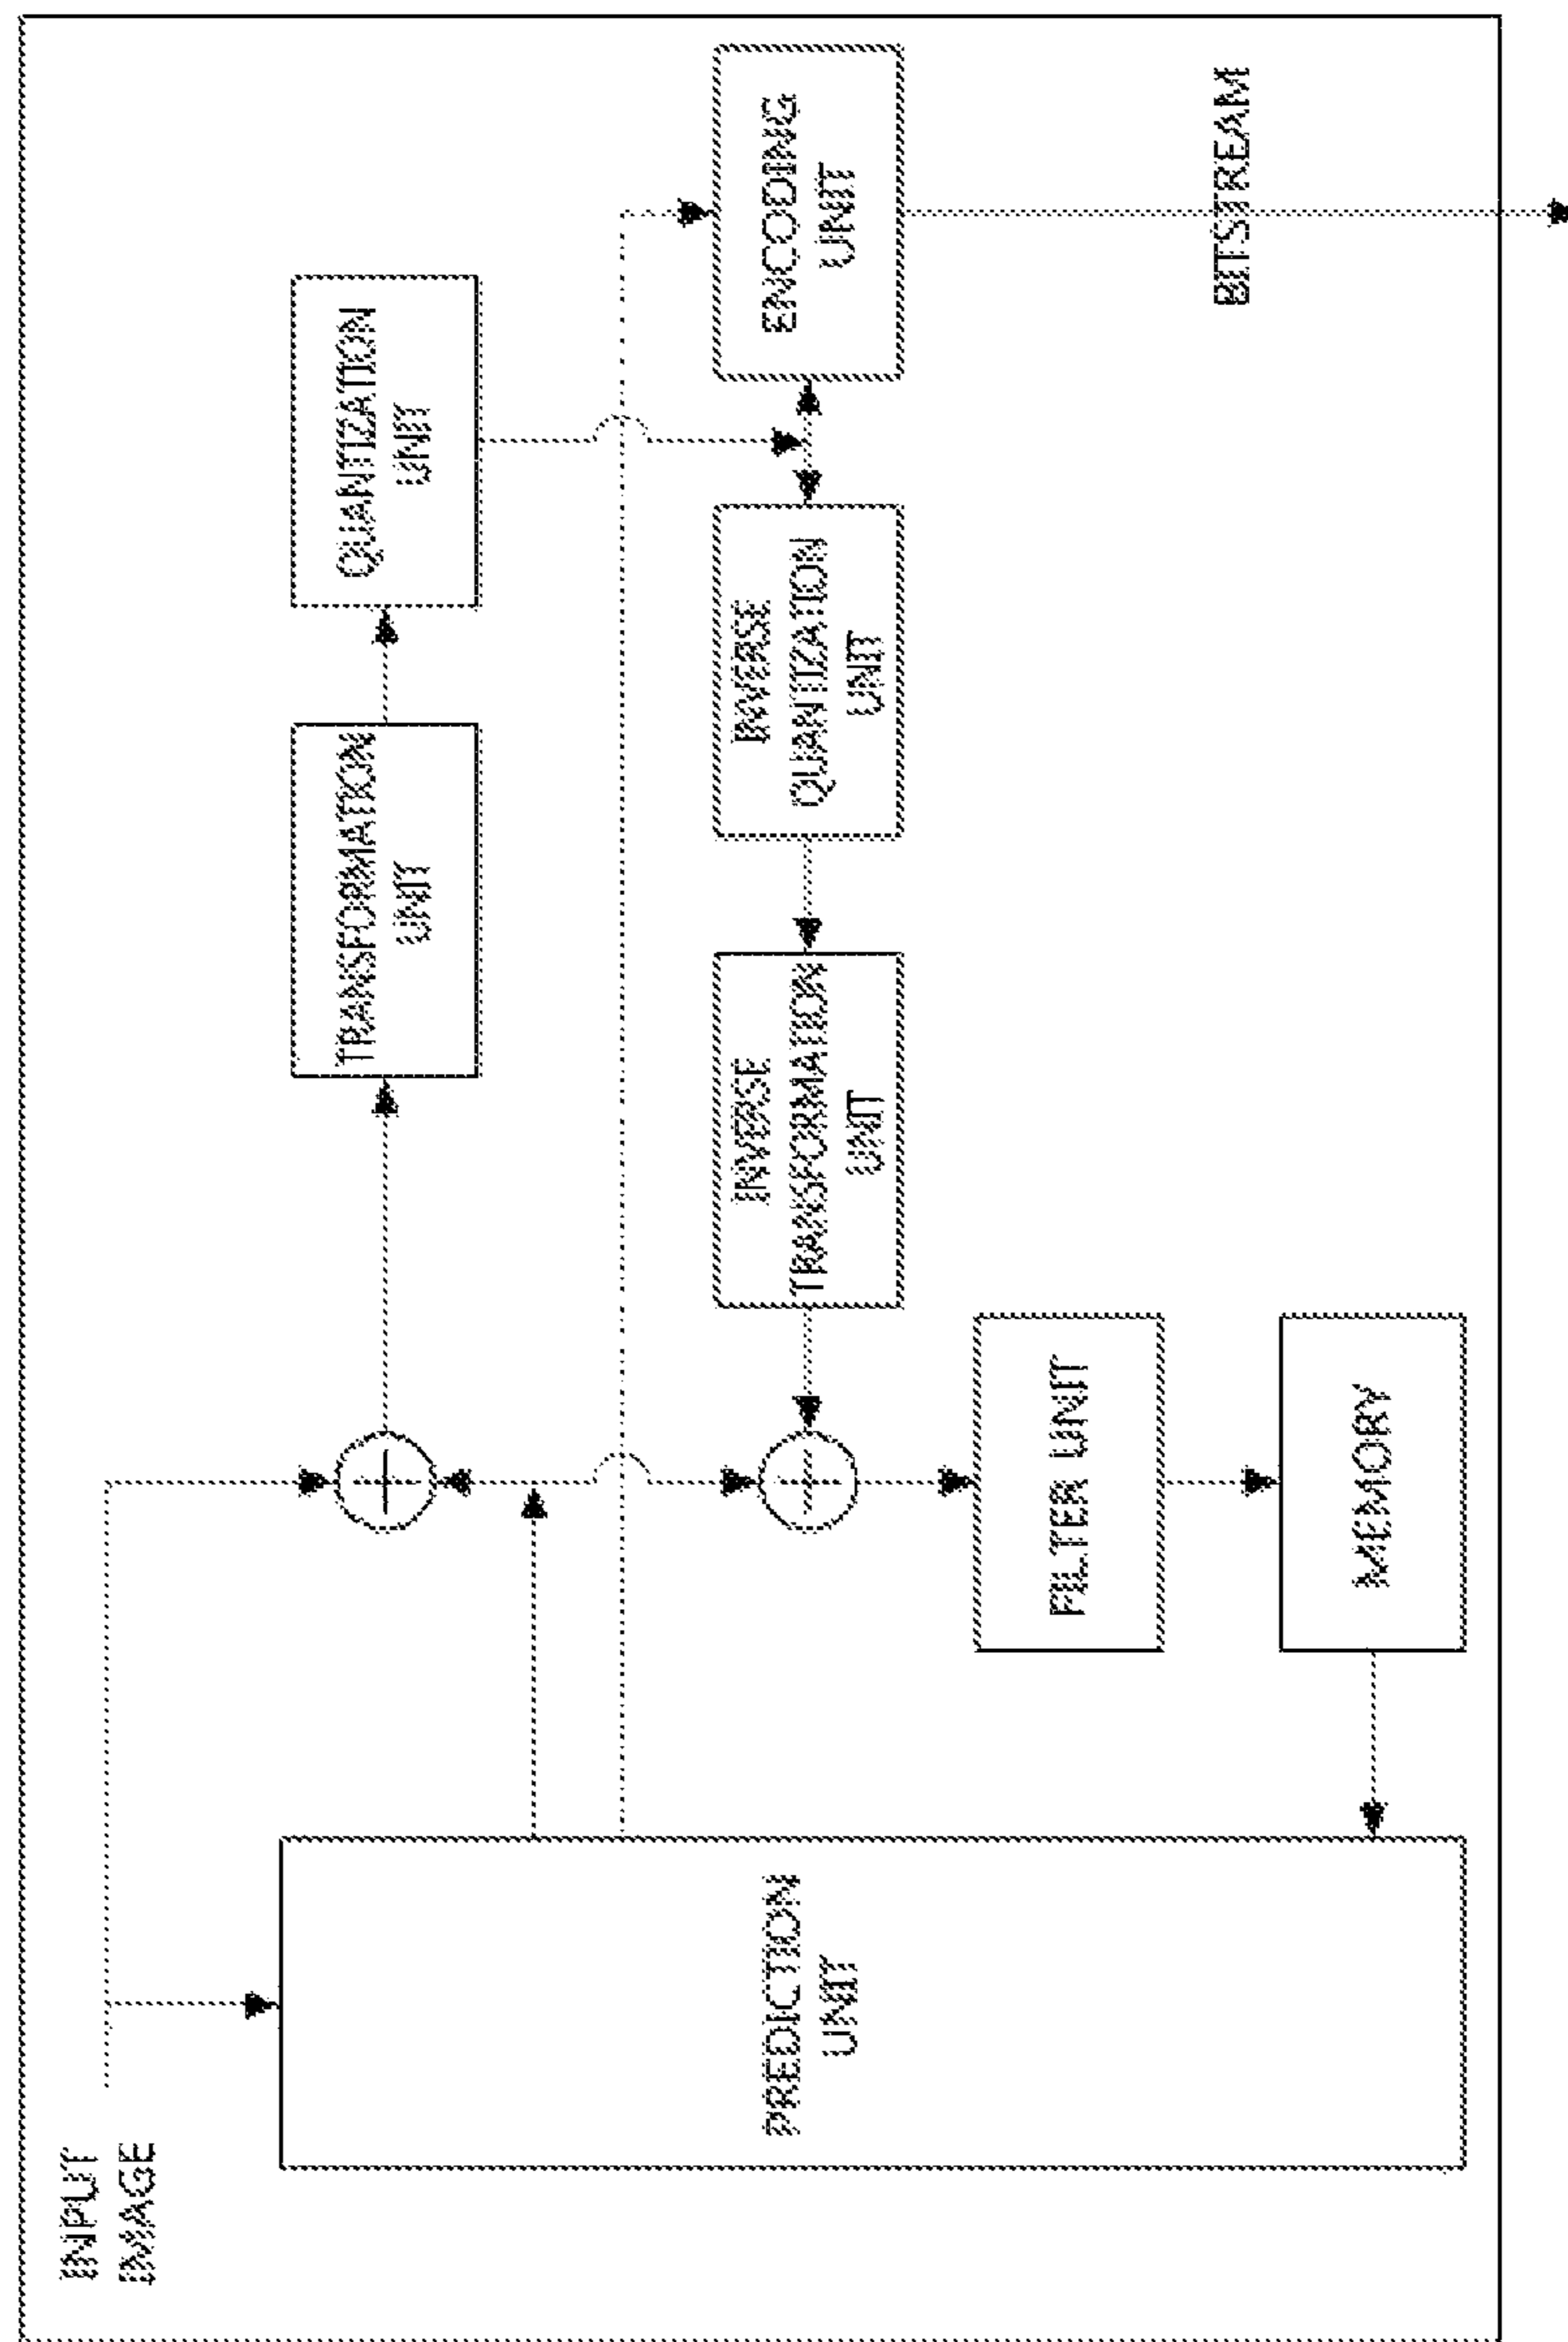 INPUT
IMAGE
TRANSFORMATION
UNIT
QUANTIZATION
UNIT
PREDICTION
UNIT
INVERSE
TRANSFORMATION
UNIT
INVERSE
QUANTIZATION
UNIT
ENCODING
UNIT
FILTER UNIT
MEMORY
BITSTREAM